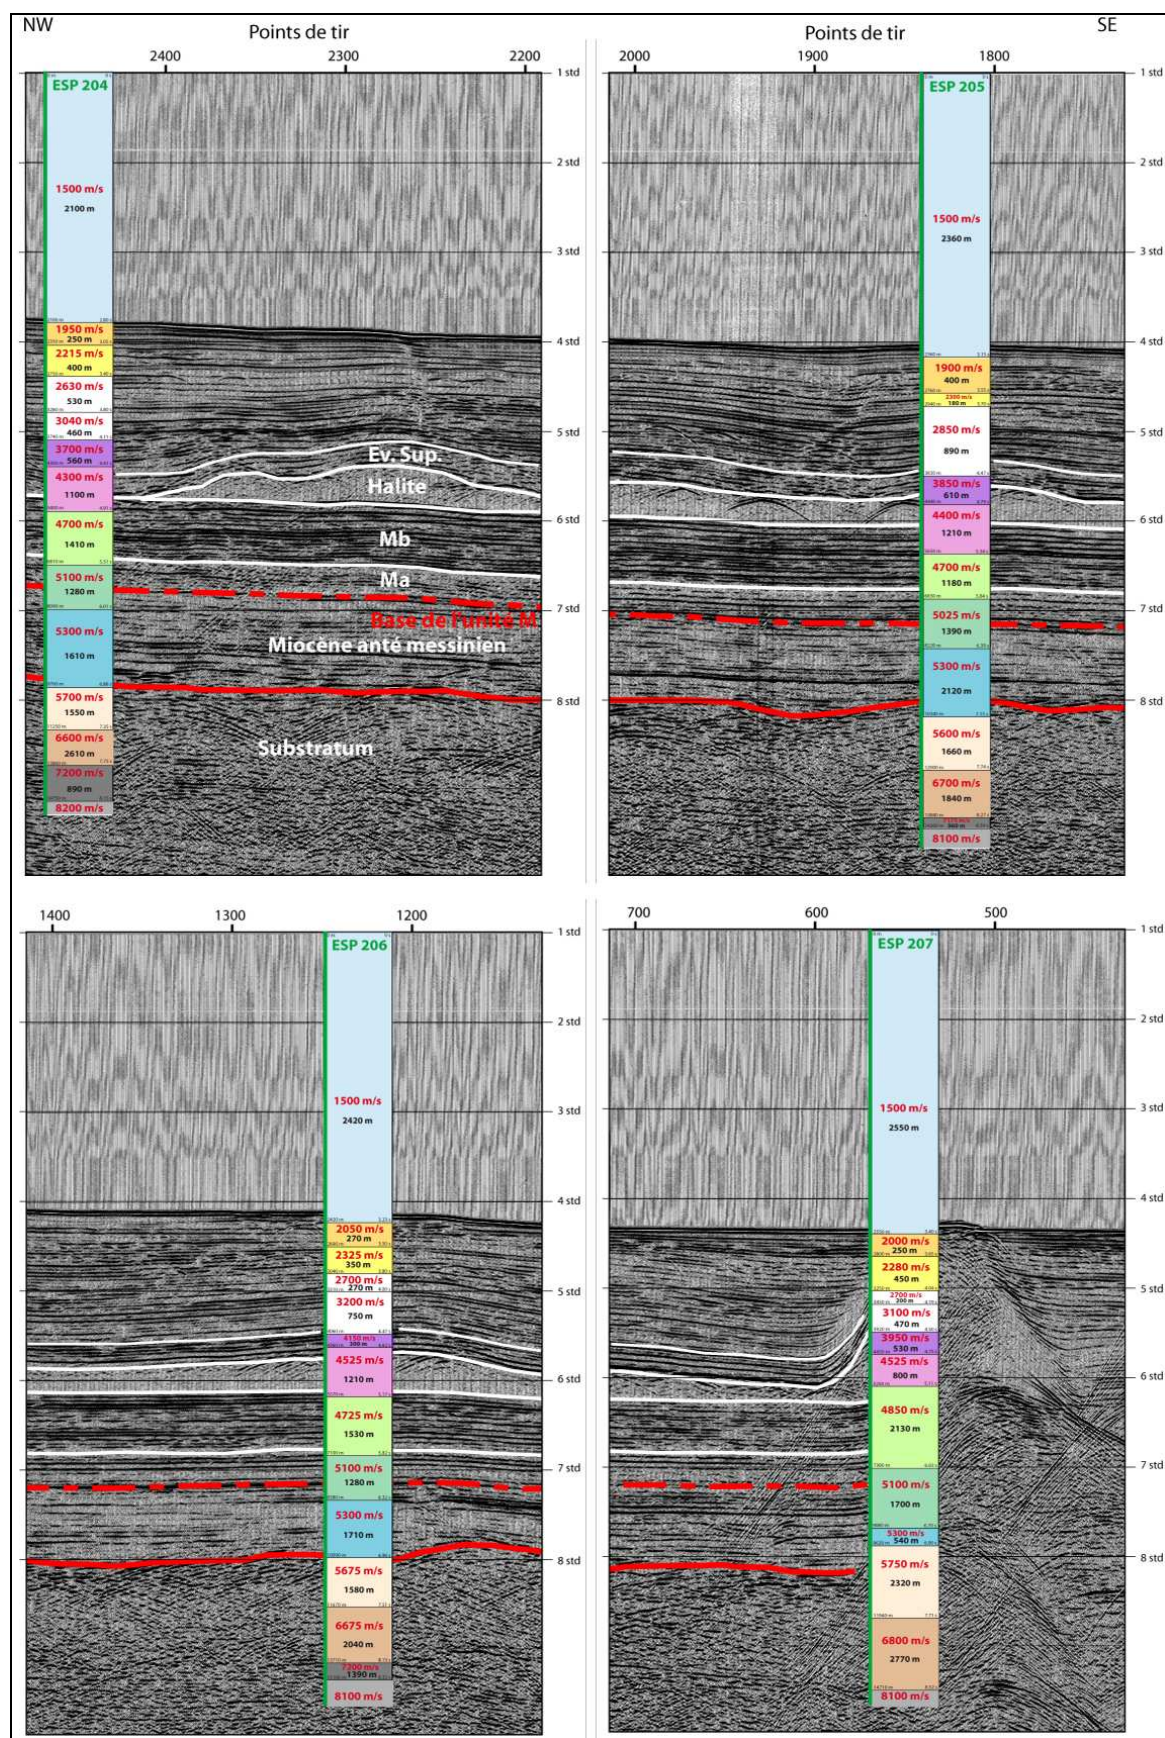 NW
SE
Points de tir
Points de tir
2400
2300
2200
1 std
2 std
3 std
4 std
5 std
6 std
7 std
8 std
ESP 204
1500 m/s
2100 m
1950 m/s
250 m
2215 m/s
400 m
2630 m/s
530 m
3040 m/s
460 m
3700 m/s
560 m
4300 m/s
1100 m
4700 m/s
1410 m
5100 m/s
1280 m
5300 m/s
1610 m
5700 m/s
1550 m
6600 m/s
2610 m
7200 m/s
890 m
8200 m/s
Ev. Sup.
Halite
Mb
Ma
Base de l'unité M
Miocène anté messinien
Substratum
2000
1900
1800
1 std
2 std
3 std
4 std
5 std
6 std
7 std
8 std
ESP 205
1500 m/s
2360 m
1900 m/s
400 m
2300 m/s
180 m
2850 m/s
890 m
3850 m/s
610 m
4400 m/s
1210 m
4700 m/s
1180 m
5025 m/s
1390 m
5300 m/s
2120 m
5600 m/s
1660 m
6700 m/s
1840 m
8100 m/s
1400
1300
1200
1 std
2 std
3 std
4 std
5 std
6 std
7 std
8 std
ESP 206
1500 m/s
2420 m
2050 m/s
270 m
2325 m/s
350 m
2700 m/s
270 m
3200 m/s
750 m
4150 m/s
4525 m/s
1210 m
4725 m/s
1530 m
5100 m/s
1280 m
5300 m/s
1710 m
5675 m/s
1580 m
6675 m/s
2040 m
7200 m/s
1390 m
8100 m/s
700
600
500
1 std
2 std
3 std
4 std
5 std
6 std
7 std
8 std
ESP 207
1500 m/s
2550 m
2000 m/s
250 m
2280 m/s
450 m
2700 m/s
200 m
3100 m/s
470 m
3950 m/s
530 m
4525 m/s
800 m
4850 m/s
2130 m
5100 m/s
1700 m
5300 m/s
540 m
5750 m/s
2320 m
6800 m/s
2770 m
8100 m/s